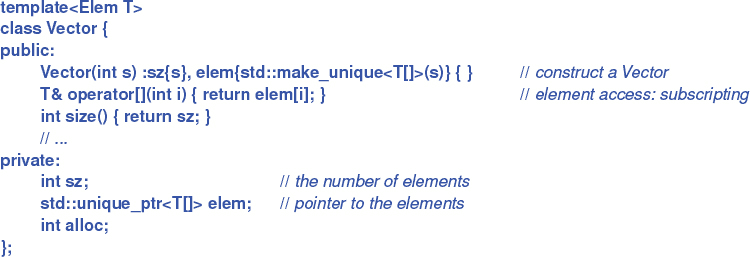 template<Elem T>
class Vector {
public:
Vector(int s) :sz{s}, elem{std::make_unique<T[]>(s)} { } // construct a Vector
T& operator[](int i) { return elem[i]; } // element access: subscripting
int size() { return sz; }
// ...
private:
int sz; // the number of elements
std::unique_ptr<T[]> elem; // pointer to the elements
int alloc;
};